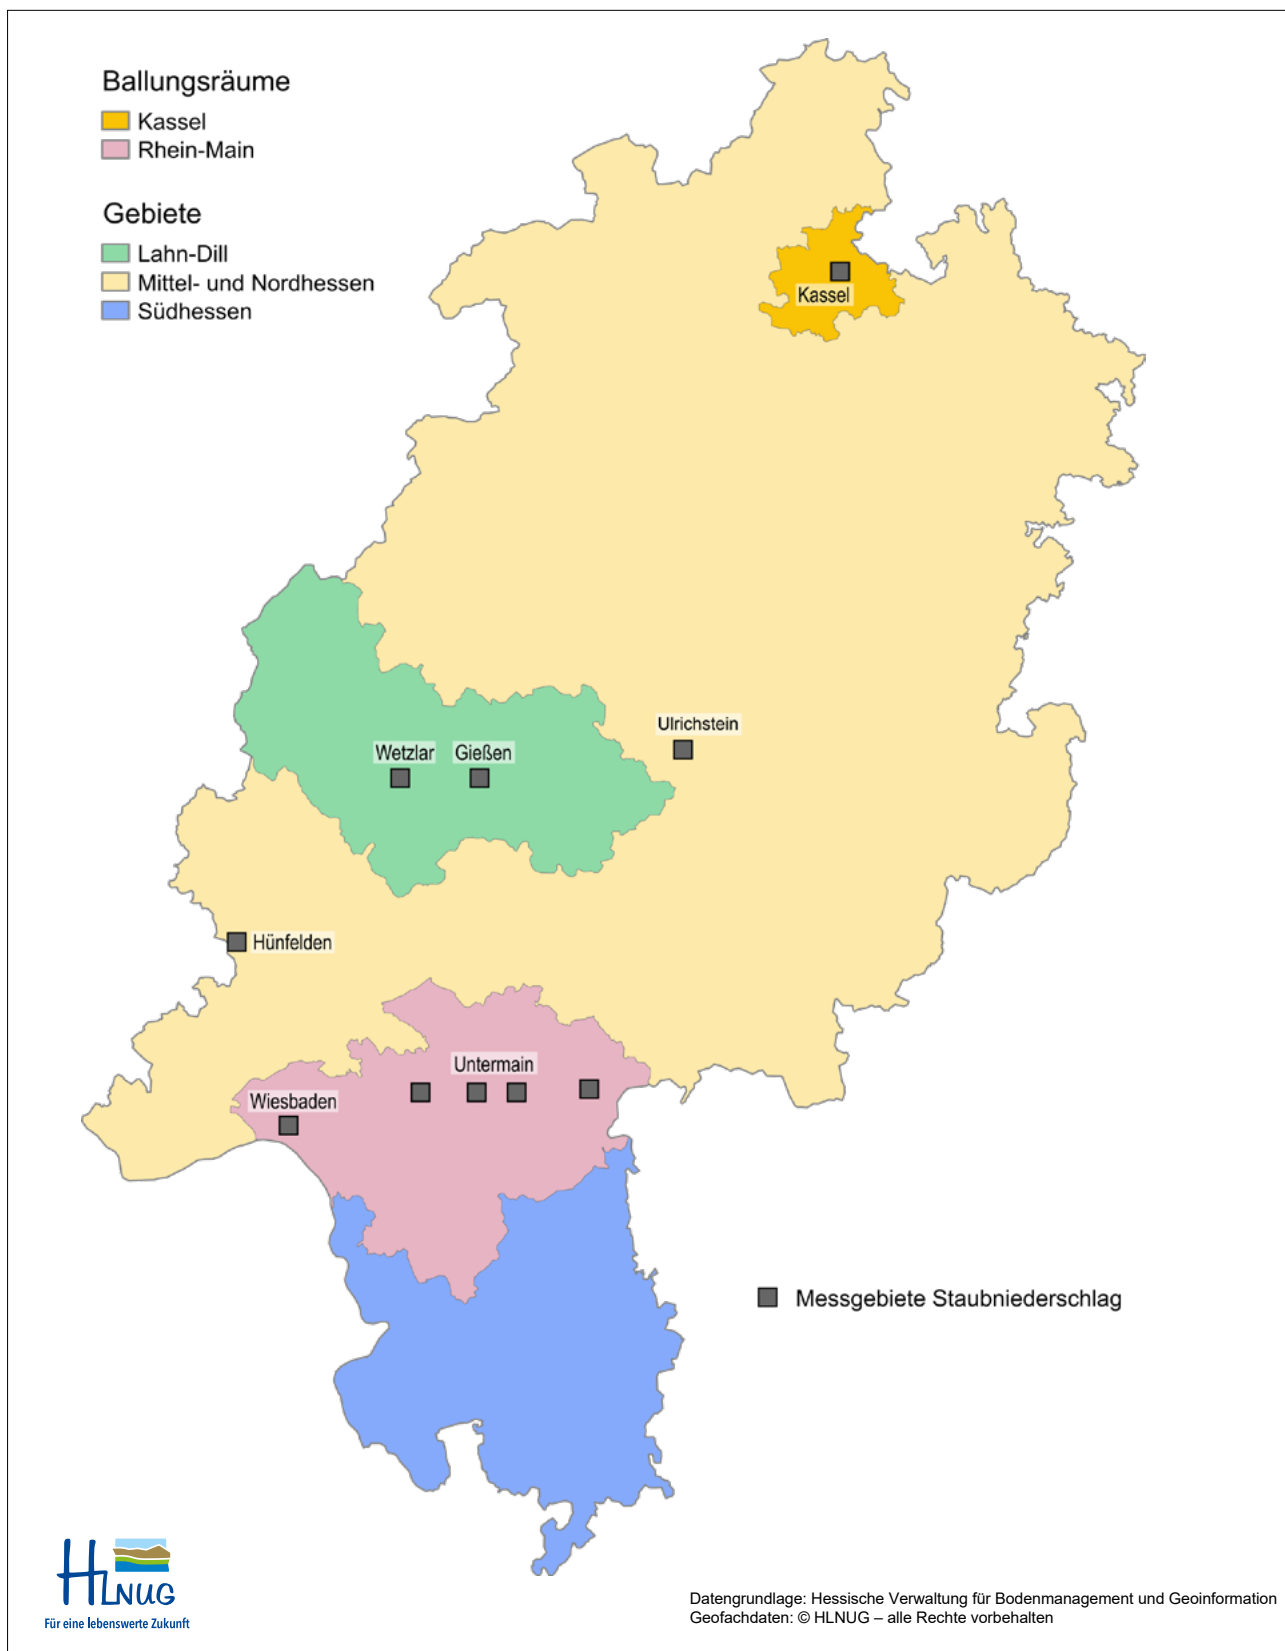 Ballungsräume
Kassel
Rhein-Main
Gebiete
Lahn-Dill
Mittel- und Nordhessen
Südhessen
Kassel
Ulrichstein
Wetzlar
Gießen
Hünfelden
Untermain
Wiesbaden
Messgebiete Staubniederschlag
HLNUG
Für eine lebenswerte Zukunft
Datengrundlage: Hessische Verwaltung für Bodenmanagement und Geoinformation
Geofachdaten: © HLNUG – alle Rechte vorbehalten